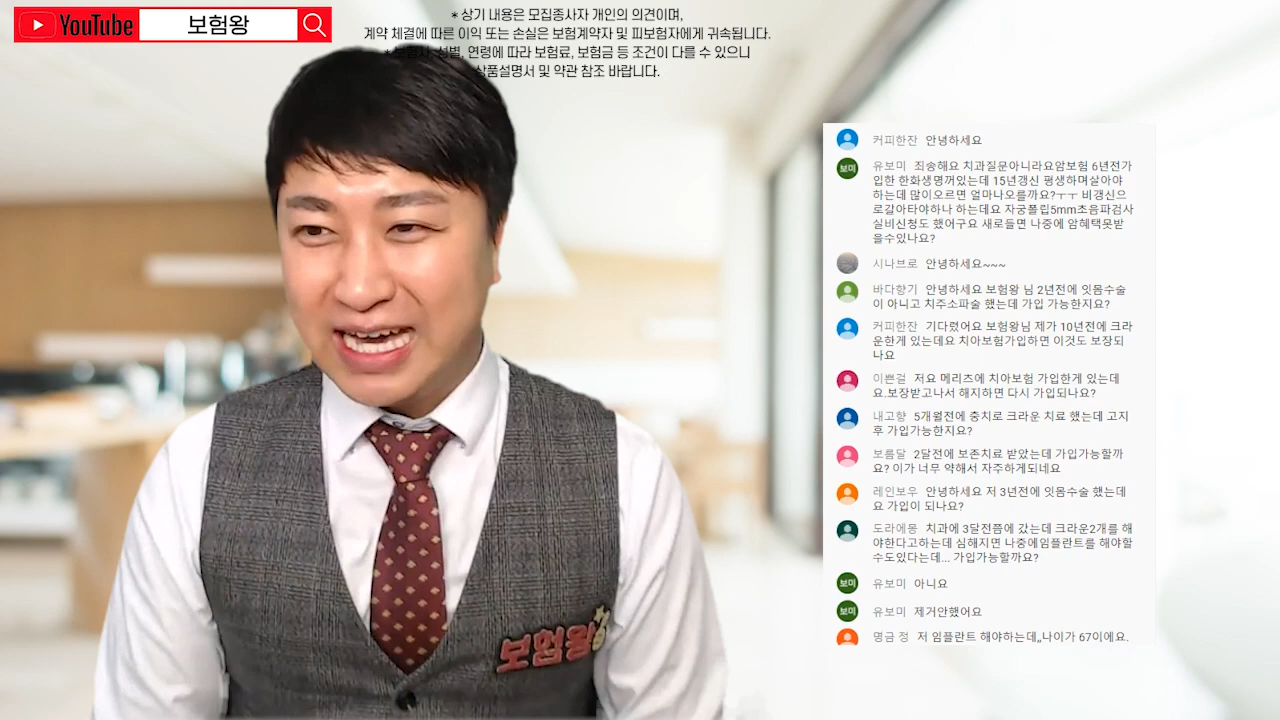 YouTube 보험왕
* 상기 내용은 모집종사자 개인의 의견이며,
계약 체결에 따른 이익 또는 손실은 보험계약자 및 피보험자에게 귀속됩니다.
* 보험사, 성별, 연령에 따라 보험료, 보험금 등 조건이 다를 수 있으니
상품설명서 및 약관 참조 바랍니다.
커피한잔 안녕하세요
보미 유보미 죄송해요 치과질문아니라요암보험 6년전가
입한 한화생명꺼있는데 15년갱신 평생하며살아야
하는데 많이오르면 얼마나오를까요?ㅜㅜ 비갱신으
로갈아타야하나 하는데요 자궁폴립5mm초음파검사
실비신청도 했어구요 새로들면 나중에 암혜택못받
을수있나요?
시나브로 안녕하세요~~~
바다향기 안녕하세요 보험왕 님 2년전에 잇몸수술
이 아니고 치주소파술 했는데 가입 가능한지요?
커피한잔 기다렸어요 보험왕님 제가 10년전에 크라
운한게 있는데요 치아보험가입하면 이것도 보장되
나요
이쁜걸 저요 메리츠에 치아보험 가입한게 있는데
요.보장받고나서 해지하면 다시 가입되나요?
내고향 5개월전에 충치로 크라운 치료 했는데 고지
후 가입가능한지요?
보름달 2달전에 보존치료 받았는데 가입가능할까
요? 이가 너무 약해서 자주하게되네요
레인보우 안녕하세요 저 3년전에 잇몸수술 했는데
요 가입이 되나요?
도라에몽 치과에 3달전쯤에 갔는데 크라운2개를 해
야한다고하는데 심해지면 나중에임플란트를 해야할
수도있다는데... 가입가능할까요?
보미 유보미 아니요
보미 유보미 제거안했어요
명금 정 저 임플란트 해야하는데,,나이가 67이에요.
보험왕